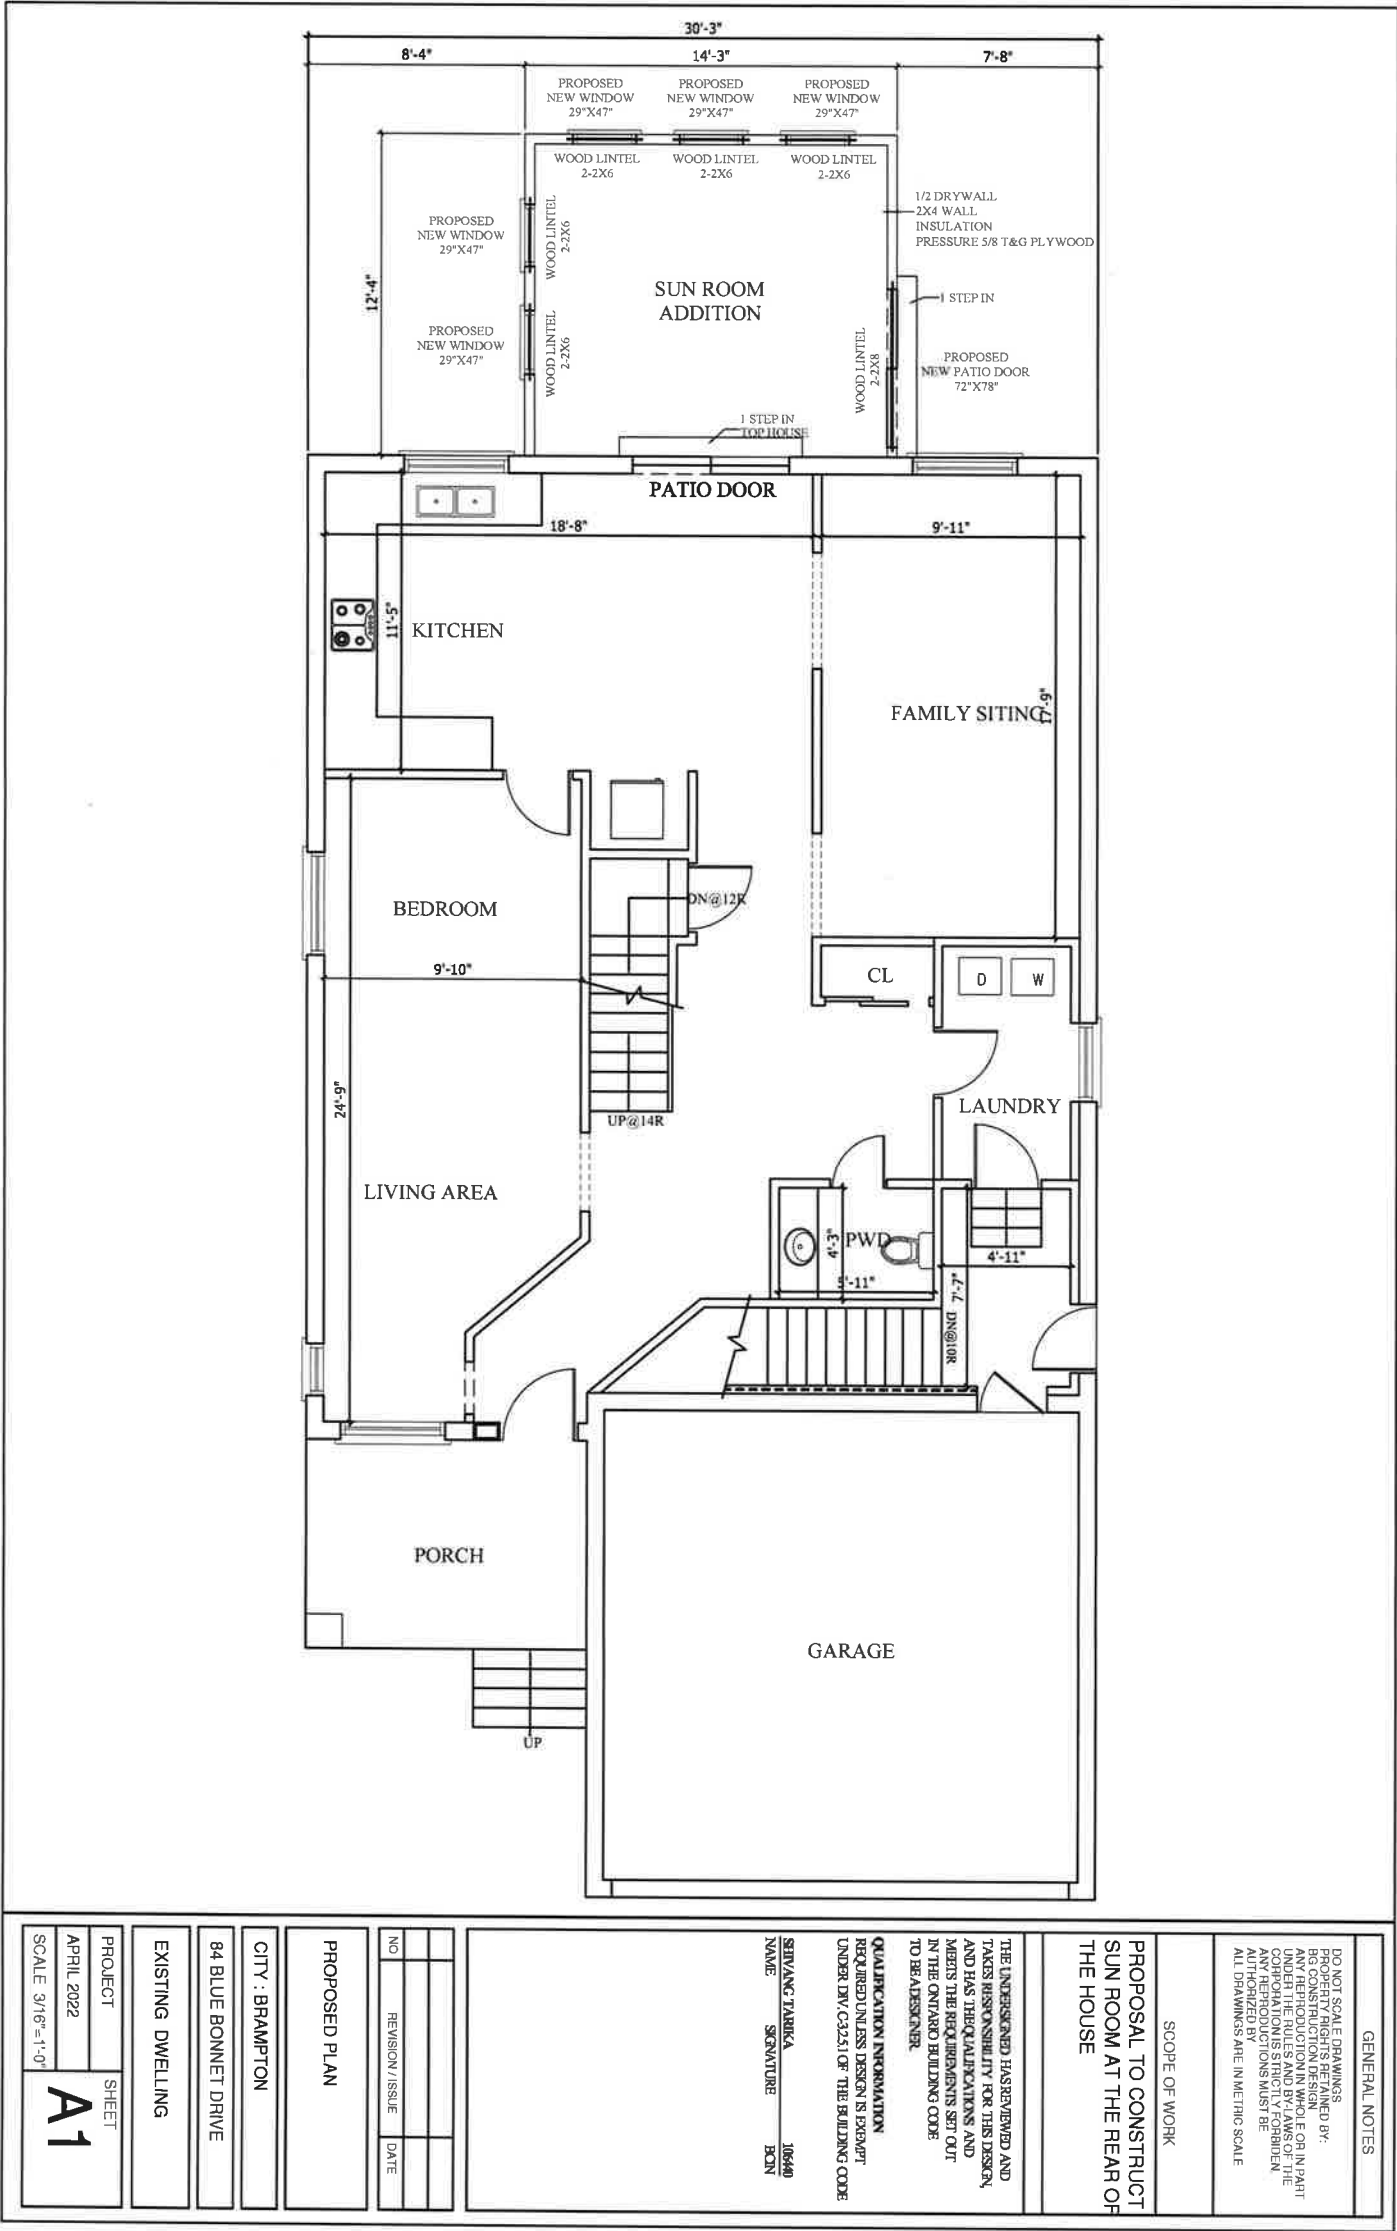 30'-3"
8'-4"
14'-3"
7'-8"
PROPOSED
NEW WINDOW
29"X47"
PROPOSED
NEW WINDOW
29"X47"
PROPOSED
NEW WINDOW
29"X47"
WOOD LINTEL
2-2X6
WOOD LINTEL
2-2X6
WOOD LINTEL
2-2X6
1/2 DRYWALL
2X4 WALL
INSULATION
PRESSURE 5/8 T&G PLYWOOD
PROPOSED
NEW WINDOW
29"X47"
WOOD LINTEL
2-2X6
12'-4"
SUN ROOM
ADDITION
1 STEP IN
PROPOSED
NEW WINDOW
29"X47"
WOOD LINTEL
2-2X6
WOOD LINTEL
2-2X8
PROPOSED
NEW PATIO DOOR
72"X78"
1 STEP IN
TOP HOUSE
PATIO DOOR
18'-8"
9'-11"
11'-5"
KITCHEN
FAMILY SITING
17'-9"
BEDROOM
DN@12R
9'-10"
CL
D
W
24'-9"
LAUNDRY
UP@14R
LIVING AREA
4'-3"
PWD
5'-11"
4'-11"
7'-7"
DN@10R
PORCH
GARAGE
UP
GENERAL NOTES
DO NOT SCALE DRAWINGS
PROPERTY RIGHTS RETAINED BY:
BG CONSTRUCTION DESIGN
ANY REPRODUCTION IN WHOLE OR IN PART
UNDER THE RULES AND BY-LAWS OF THE
CORPORATION IS STRICTLY FORBIDEN.
ANY REPRODUCTIONS MUST BE
AUTHORIZED BY
ALL DRAWINGS ARE IN METRIC SCALE
SCOPE OF WORK
PROPOSAL TO CONSTRUCT
SUN ROOM AT THE REAR OF
THE HOUSE
THE UNDERSIGNED HAS REVIEWED AND
TAKES RESPONSIBILITY FOR THIS DESIGN,
AND HAS THE QUALIFICATIONS AND
MEETS THE REQUIREMENTS SET OUT
IN THE ONTARIO BUILDING CODE
TO BE A DESIGNER.
QUALIFICATION INFORMATION
REQUIRED UNLESS DESIGN IS EXEMPT
UNDER DIV. C-3.2.5.1 OF THE BUILDING CODE
SHIVANG TARIKA 106440
NAME SIGNATURE BCIN
NO REVISION / ISSUE DATE
PROPOSED PLAN
CITY : BRAMPTON
84 BLUE BONNET DRIVE
EXISTING DWELLING
PROJECT
SHEET
APRIL 2022
A1
SCALE 3/16"=1'-0"